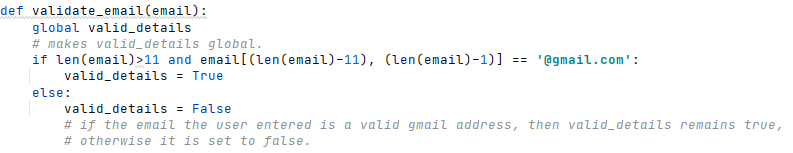 def validate_email(email):
    global valid_details
    # makes valid_details global.
    if len(email)>11 and email[(len(email)-11), (len(email)-1)] == '@gmail.com':
        valid_details = True
    else:
        valid_details = False
        # if the email the user entered is a valid gmail address, then valid_details remains true,
        # otherwise it is set to false.